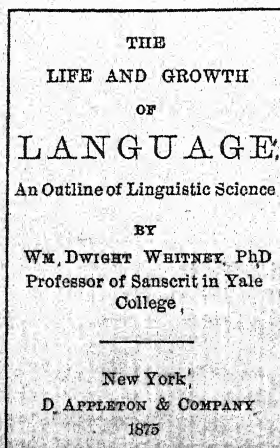 THE
LIFE AND GROWTH
OF
LANGUAGE;
An Outline of Linguistic Science
BY
WM, DWIGHT WHITNEY, PhD
Professor of Sanscrit in Yale
College,
New York,
D. APPLETON & COMPANY
1875